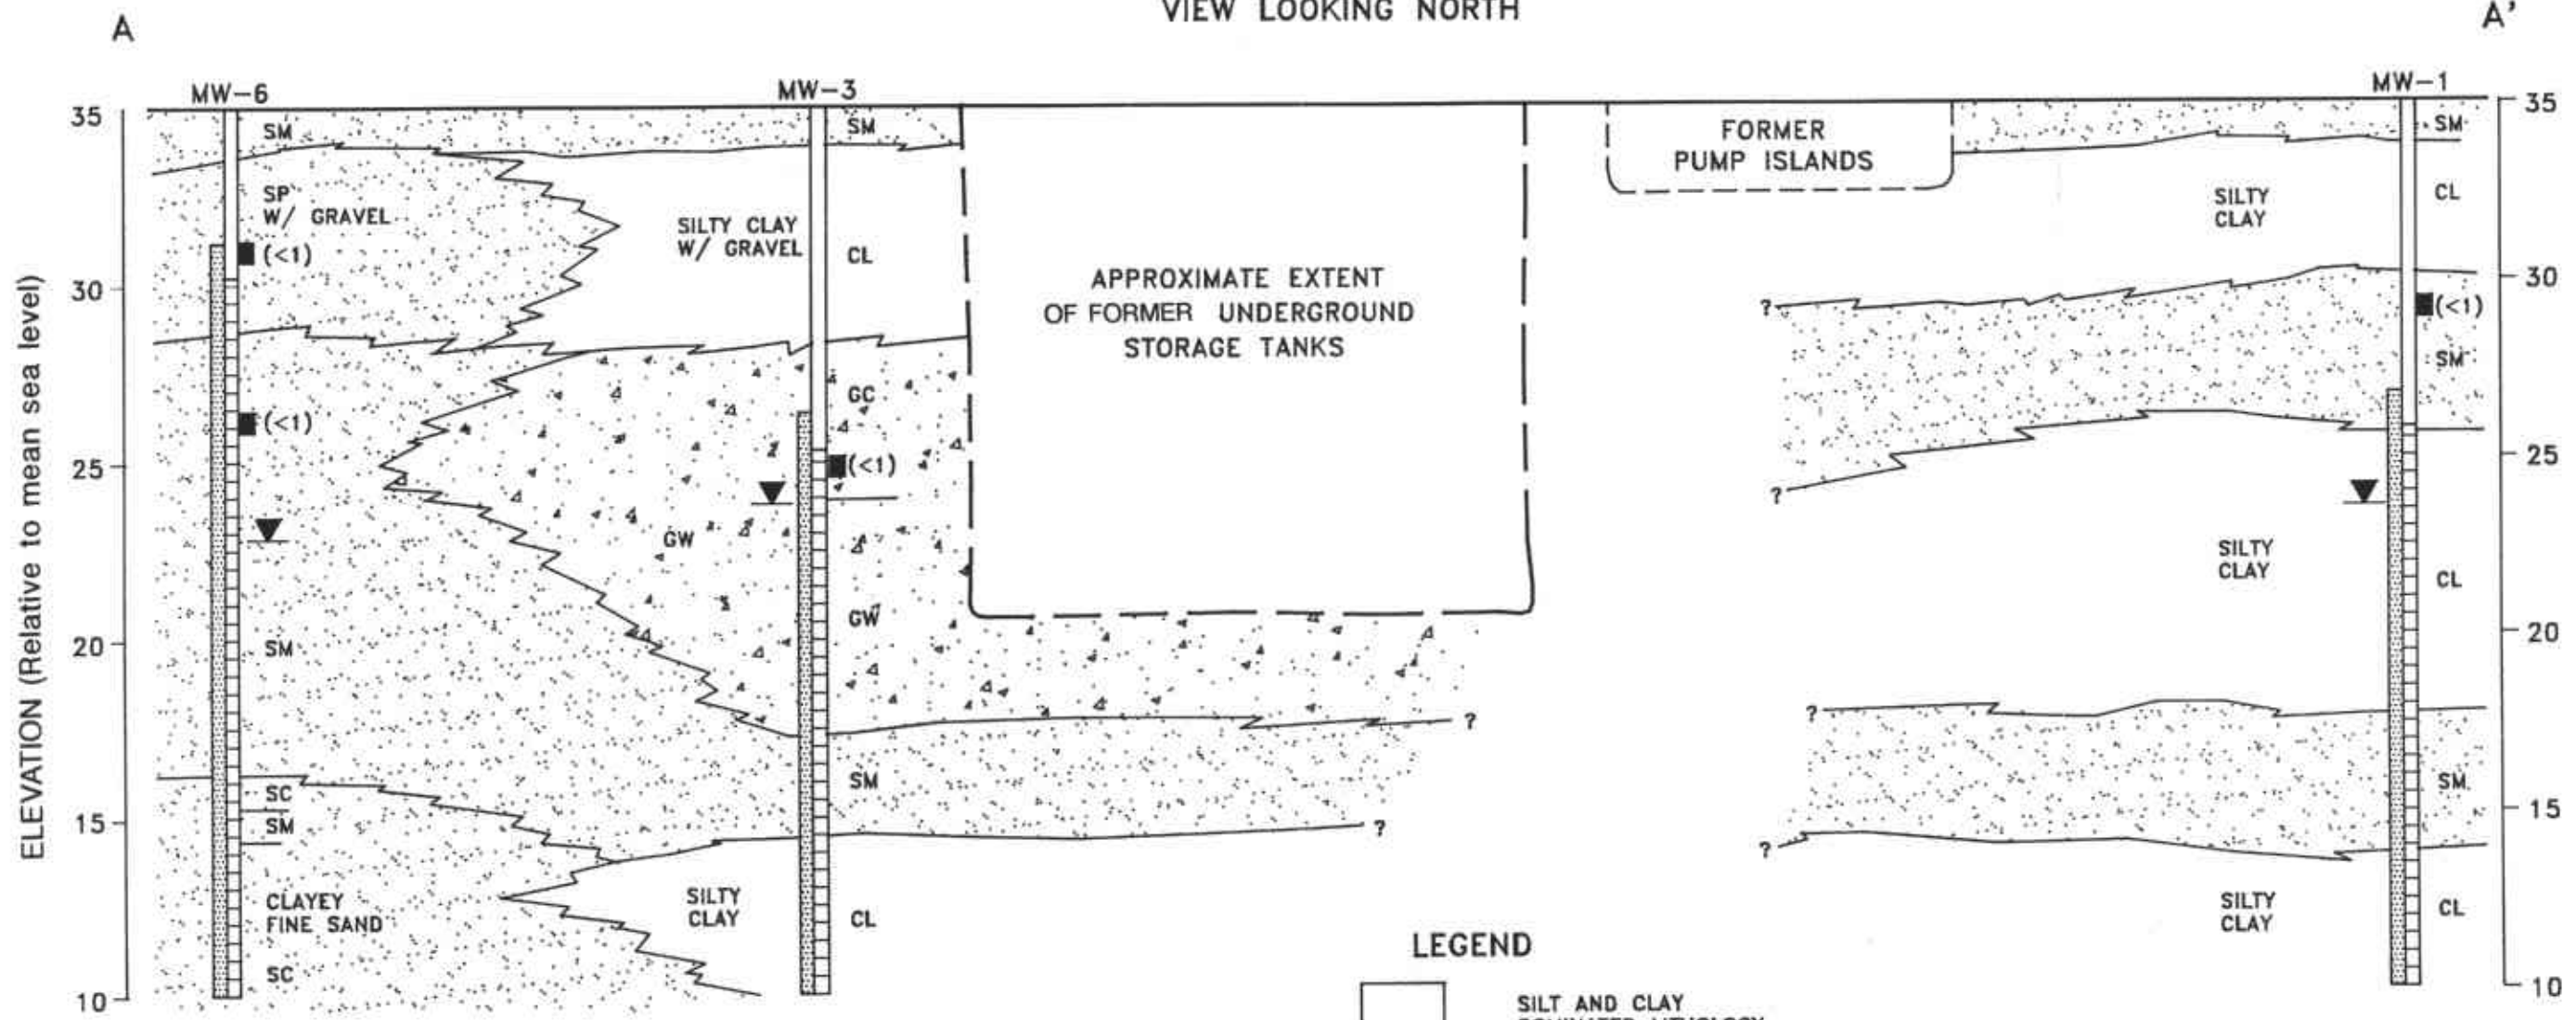 VIEW LOOKING NORTH
A
A'
MW-6
MW-3
MW-1
35
30
25
20
15
10
ELEVATION (Relative to mean sea level)
SM
SP
W/ GRAVEL
(<1)
(<1)
SM
SC
SM
CLAYEY
FINE SAND
SC
SILTY CLAY
W/ GRAVEL
GW
SILTY
CLAY
SM
CL
GC
(<1)
GW
SM
CL
APPROXIMATE EXTENT
OF FORMER UNDERGROUND
STORAGE TANKS
?
?
FORMER
PUMP ISLANDS
?
?
?
?
SILTY
CLAY
SILTY
CLAY
SILTY
CLAY
SM
CL
(<1)
SM
CL
SM
CL
35
30
25
20
15
10
LEGEND
SILT AND CLAY